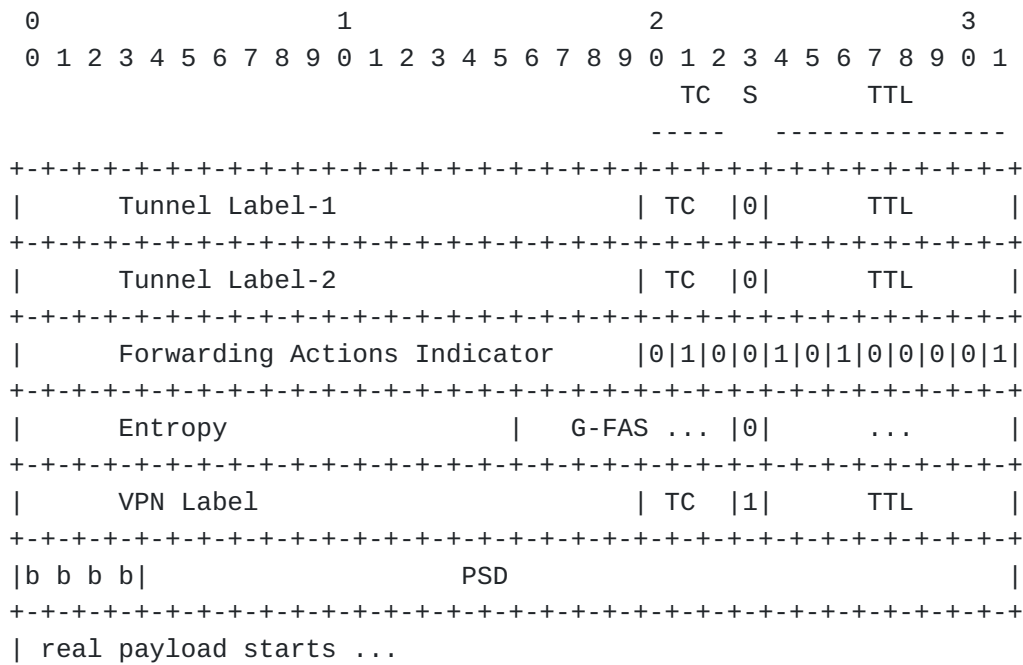 0                   1                   2                   3
 0 1 2 3 4 5 6 7 8 9 0 1 2 3 4 5 6 7 8 9 0 1 2 3 4 5 6 7 8 9 0 1
                                          TC  S       TTL
                                        -----  ---------------
+-+-+-+-+-+-+-+-+-+-+-+-+-+-+-+-+-+-+-+-+-+-+-+-+-+-+-+-+-+-+-+-+
|      Tunnel Label-1                   | TC  |0|      TTL      |
+-+-+-+-+-+-+-+-+-+-+-+-+-+-+-+-+-+-+-+-+-+-+-+-+-+-+-+-+-+-+-+-+
|      Tunnel Label-2                   | TC  |0|      TTL      |
+-+-+-+-+-+-+-+-+-+-+-+-+-+-+-+-+-+-+-+-+-+-+-+-+-+-+-+-+-+-+-+-+
|      Forwarding Actions Indicator     |0|1|0|0|1|0|1|0|0|0|0|1|
+-+-+-+-+-+-+-+-+-+-+-+-+-+-+-+-+-+-+-+-+-+-+-+-+-+-+-+-+-+-+-+-+
|      Entropy                  |   G-FAS ... |0|      ...      |
+-+-+-+-+-+-+-+-+-+-+-+-+-+-+-+-+-+-+-+-+-+-+-+-+-+-+-+-+-+-+-+-+
|      VPN Label                        | TC  |1|      TTL      |
+-+-+-+-+-+-+-+-+-+-+-+-+-+-+-+-+-+-+-+-+-+-+-+-+-+-+-+-+-+-+-+-+
|b b b b|                    PSD                                |
+-+-+-+-+-+-+-+-+-+-+-+-+-+-+-+-+-+-+-+-+-+-+-+-+-+-+-+-+-+-+-+-+
| real payload starts ...